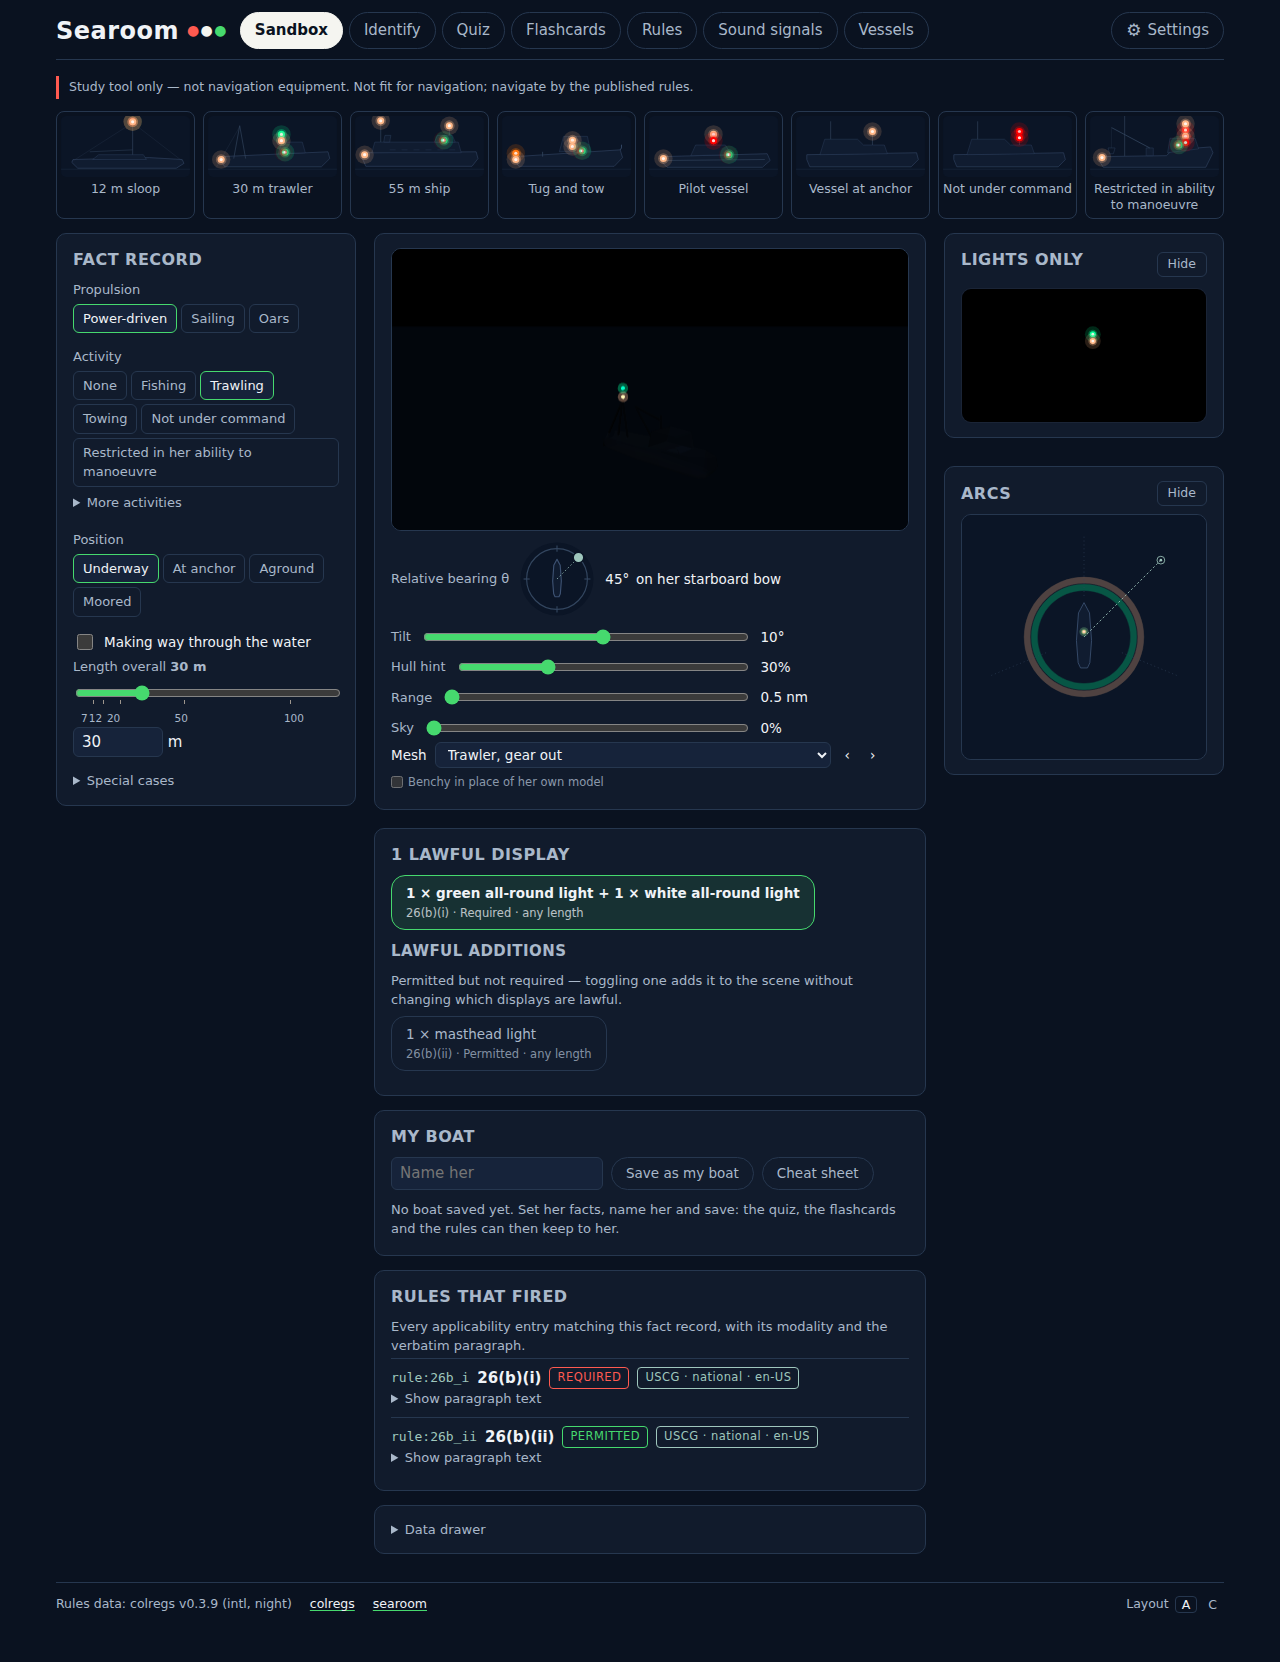 Searoom
Sandbox
Identify
Quiz
Flashcards
Rules
Sound signals
Vessels
⚙ Settings
Study tool only — not navigation equipment. Not fit for navigation; navigate by the published rules.
12 m sloop
30 m trawler
55 m ship
Tug and tow
Pilot vessel
Vessel at anchor
Not under command
Restricted in ability
to manoeuvre
FACT RECORD
Propulsion
Power-driven
Sailing
Oars
Activity
None
Fishing
Trawling
Towing
Not under command
Restricted in her ability to
manoeuvre
▶ More activities
Position
Underway
At anchor
Aground
Moored
Making way through the water
Length overall 30 m
7 12 20 50 100
30 m
▶ Special cases
Relative bearing θ
45° on her starboard bow
Tilt 10°
Hull hint 30%
Range 0.5 nm
Sky 0%
Mesh Trawler, gear out ‹ ›
Benchy in place of her own model
1 LAWFUL DISPLAY
1 × green all-round light + 1 × white all-round light
26(b)(i) · Required · any length
LAWFUL ADDITIONS
Permitted but not required — toggling one adds it to the scene without
changing which displays are lawful.
1 × masthead light
26(b)(ii) · Permitted · any length
MY BOAT
Name her
Save as my boat
Cheat sheet
No boat saved yet. Set her facts, name her and save: the quiz, the flashcards
and the rules can then keep to her.
RULES THAT FIRED
Every applicability entry matching this fact record, with its modality and the
verbatim paragraph.
rule:26b_i 26(b)(i) REQUIRED USCG · national · en-US
▶ Show paragraph text
rule:26b_ii 26(b)(ii) PERMITTED USCG · national · en-US
▶ Show paragraph text
▶ Data drawer
LIGHTS ONLY
Hide
ARCS
Hide
Rules data: colregs v0.3.9 (intl, night)
colregs
searoom
Layout A C